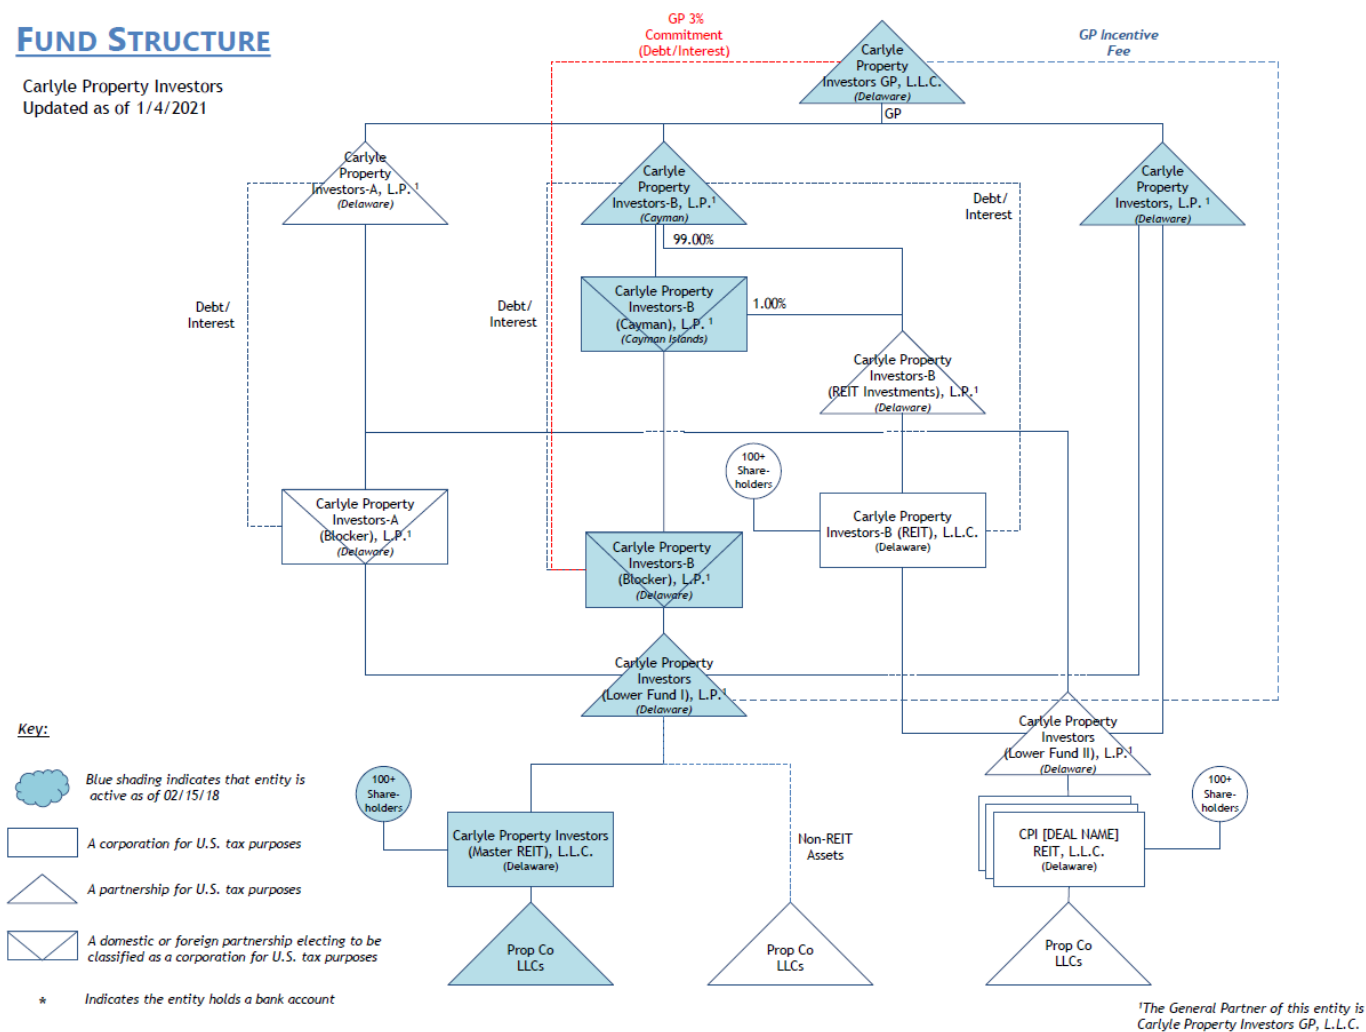 FUND STRUCTURE
Carlyle Property Investors
Updated as of 1/4/2021
GP 3%
Commitment
(Debt/Interest)
Carlyle
Property
Investors GP, L.L.C.
(Delaware)
GP Incentive
Fee
GP
Carlyle
Property
Investors-A, L.P. ¹
(Delaware)
Carlyle
Property
Investors-B, L.P.¹
(Cayman)
Carlyle
Property
Investors, L.P. ¹
(Delaware)
Debt/
Interest
99.00%
Carlyle Property
Investors-B
(Cayman), L.P. ¹
(Cayman Islands)
1.00%
Debt/
Interest
Debt/
Interest
Carlyle Property
Investors-B
(REIT Investments), L.P.¹
(Delaware)
100+
Share-
holders
Carlyle Property
Investors-A
(Blocker), L.P.¹
(Delaware)
Carlyle Property
Investors-B (REIT), L.L.C.
(Delaware)
Carlyle Property
Investors-B
(Blocker), L.P.¹
(Delaware)
Carlyle Property
Investors
(Lower Fund I), L.P.¹
(Delaware)
Carlyle Property
Investors
(Lower Fund II), L.P.¹
(Delaware)
Key:
Blue shading indicates that entity is
active as of 02/15/18
A corporation for U.S. tax purposes
A partnership for U.S. tax purposes
A domestic or foreign partnership electing to be
classified as a corporation for U.S. tax purposes
* Indicates the entity holds a bank account
100+
Share-
holders
Carlyle Property Investors
(Master REIT), L.L.C.
(Delaware)
Non-REIT
Assets
CPI [DEAL NAME]
REIT, L.L.C.
(Delaware)
100+
Share-
holders
Prop Co
LLCs
Prop Co
LLCs
Prop Co
LLCs
¹The General Partner of this entity is
Carlyle Property Investors GP, L.L.C.